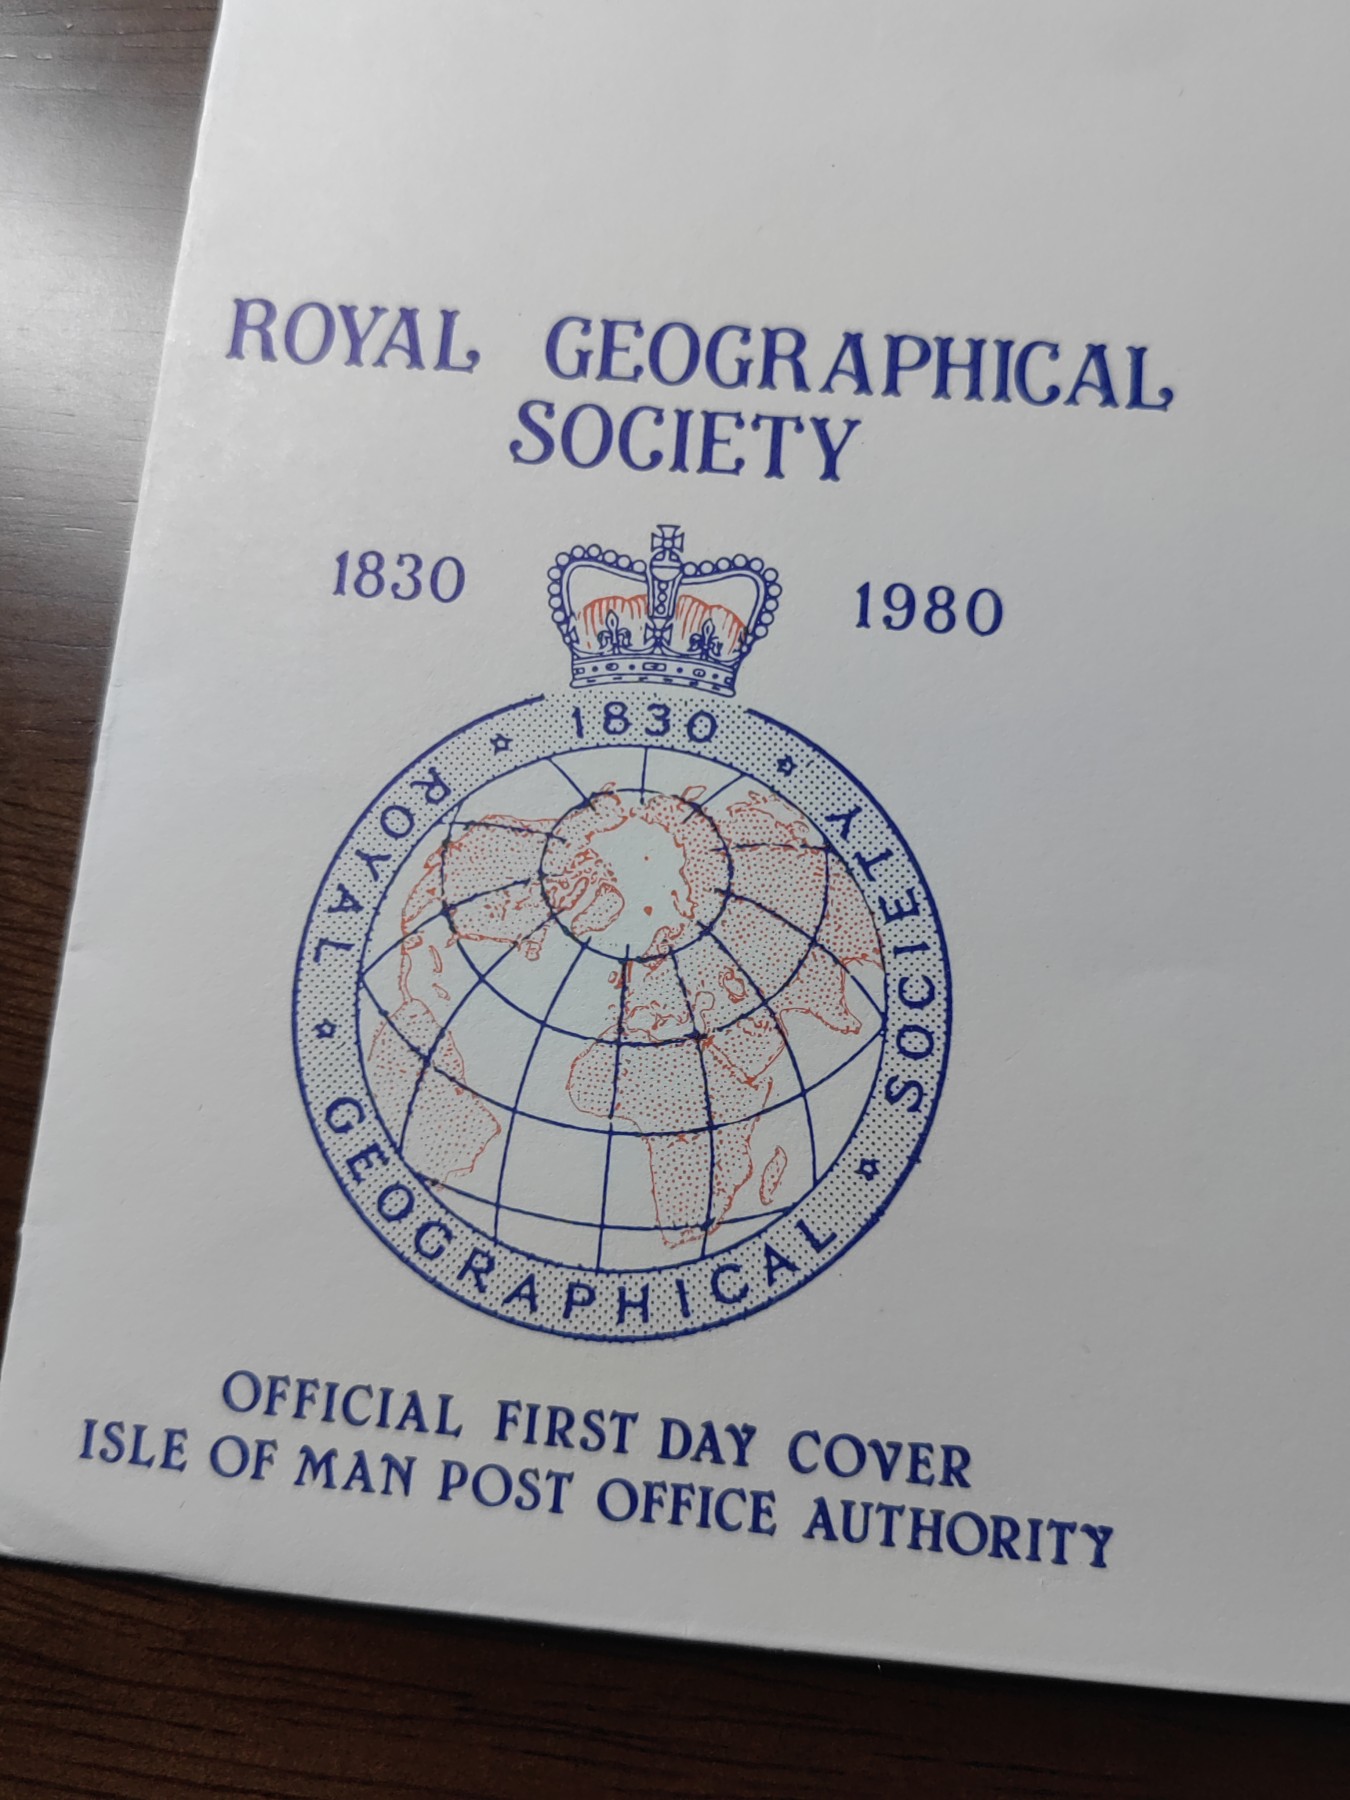 ROYAL GEOGRAPHICAL
SOCIETY
1830
1980
1830
ROYAL ☆ GEOGRAPHICAL ☆ SOCIETY
OFFICIAL FIRST DAY COVER
ISLE OF MAN POST OFFICE AUTHORITY